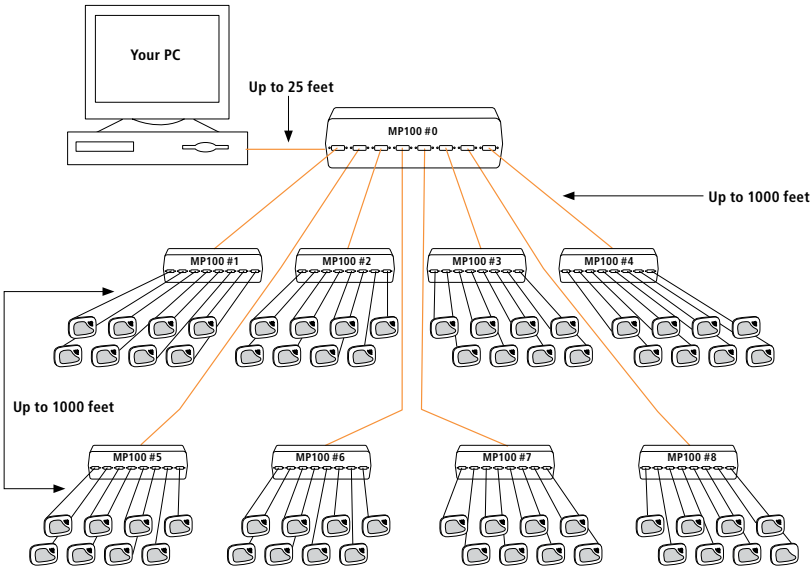 Your PC
Up to 25 feet
MP100 #0
Up to 1000 feet
MP100 #1
MP100 #2
MP100 #3
MP100 #4
Up to 1000 feet
MP100 #5
MP100 #6
MP100 #7
MP100 #8